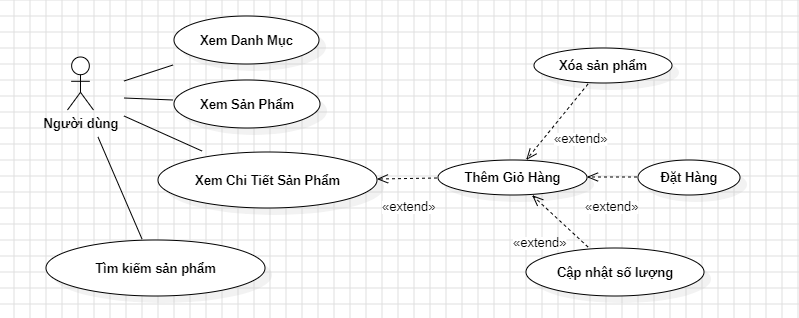 Xem Danh Mục
Xóa sản phẩm
Xem Sản Phẩm
Người dùng
«extend»
Xem Chi Tiết Sản Phẩm
Thêm Giỏ Hàng
Đặt Hàng
«extend»
«extend»
«extend»
Tìm kiếm sản phẩm
Cập nhật số lượng